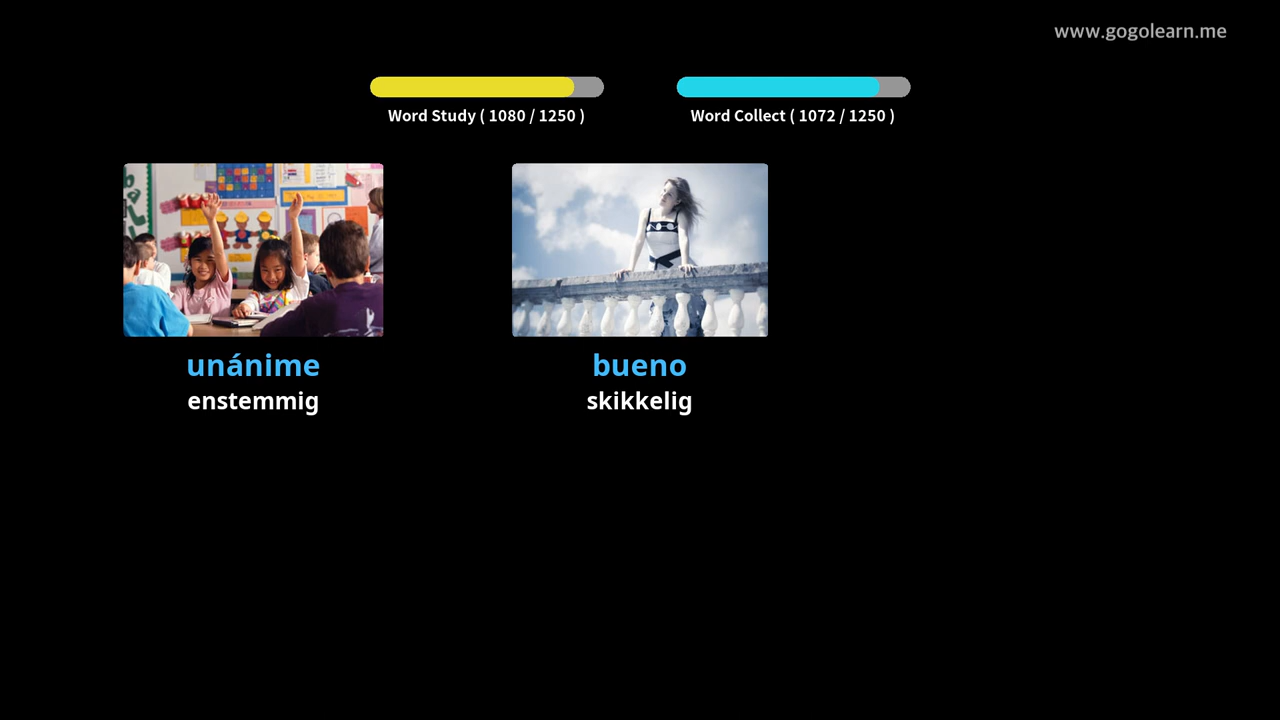 www.gogolearn.me
Word Study ( 1080 / 1250 )
Word Collect ( 1072 / 1250 )
unánime
enstemmig
bueno
skikkelig